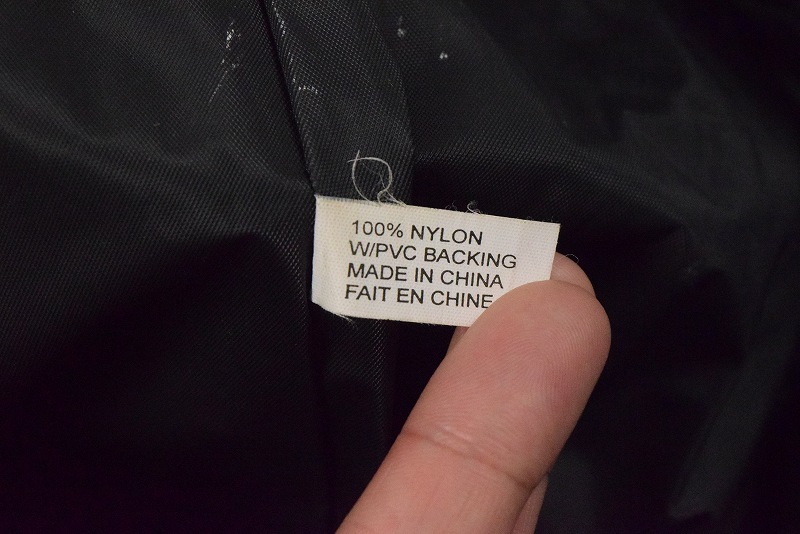 100% NYLON
W/PVC BACKING
MADE IN CHINA
FAIT EN CHINE